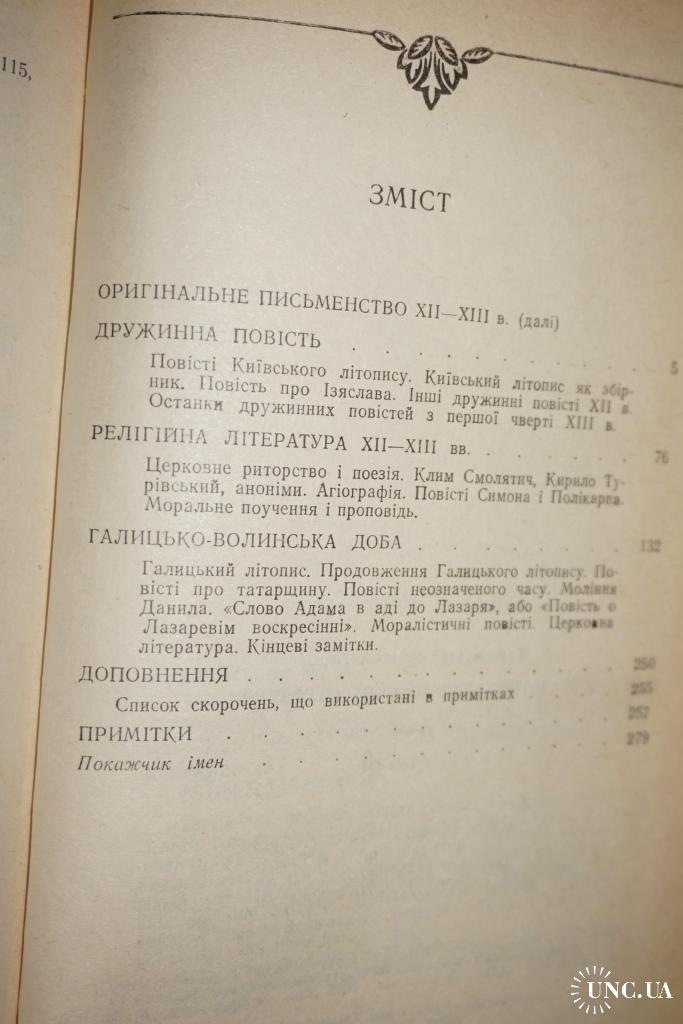 115,
ЗМІСТ
ОРИГІНАЛЬНЕ ПИСЬМЕНСТВО XII—XIII в. (далі)
ДРУЖИННА ПОВІСТЬ . . . . . . . . 5
Повісті Київського літопису. Київський літопис як збір-
ник. Повість про Ізяслава. Інші дружинні повісті XII в.
Останки дружинних повістей з першої чверті XIII в.
РЕЛІГІЙНА ЛІТЕРАТУРА XII—XIII вв. . . . . . 76
Церковне риторство і поезія. Клим Смолятич, Кирило Ту-
рівський, аноніми. Агіографія. Повісті Симона і Полікарпа.
Моральне поучення і проповідь.
ГАЛИЦЬКО-ВОЛИНСЬКА ДОБА . . . . . . . 132
Галицький літопис. Продовження Галицького літопису. По-
вісті про татарщину. Повісті неозначеного часу. Моління
Данила. «Слово Адама в аді до Лазаря», або «Повість о
Лазаревім воскресінні». Моралістичні повісті. Церковна
література. Кінцеві замітки.
ДОПОВНЕННЯ . . . . . . . . . . . 250
Список скорочень, що використані в примітках . . . . 255
ПРИМІТКИ . . . . . . . . . . . 257
Покажчик імен . . . . . . . . . . 279
UNC.UA